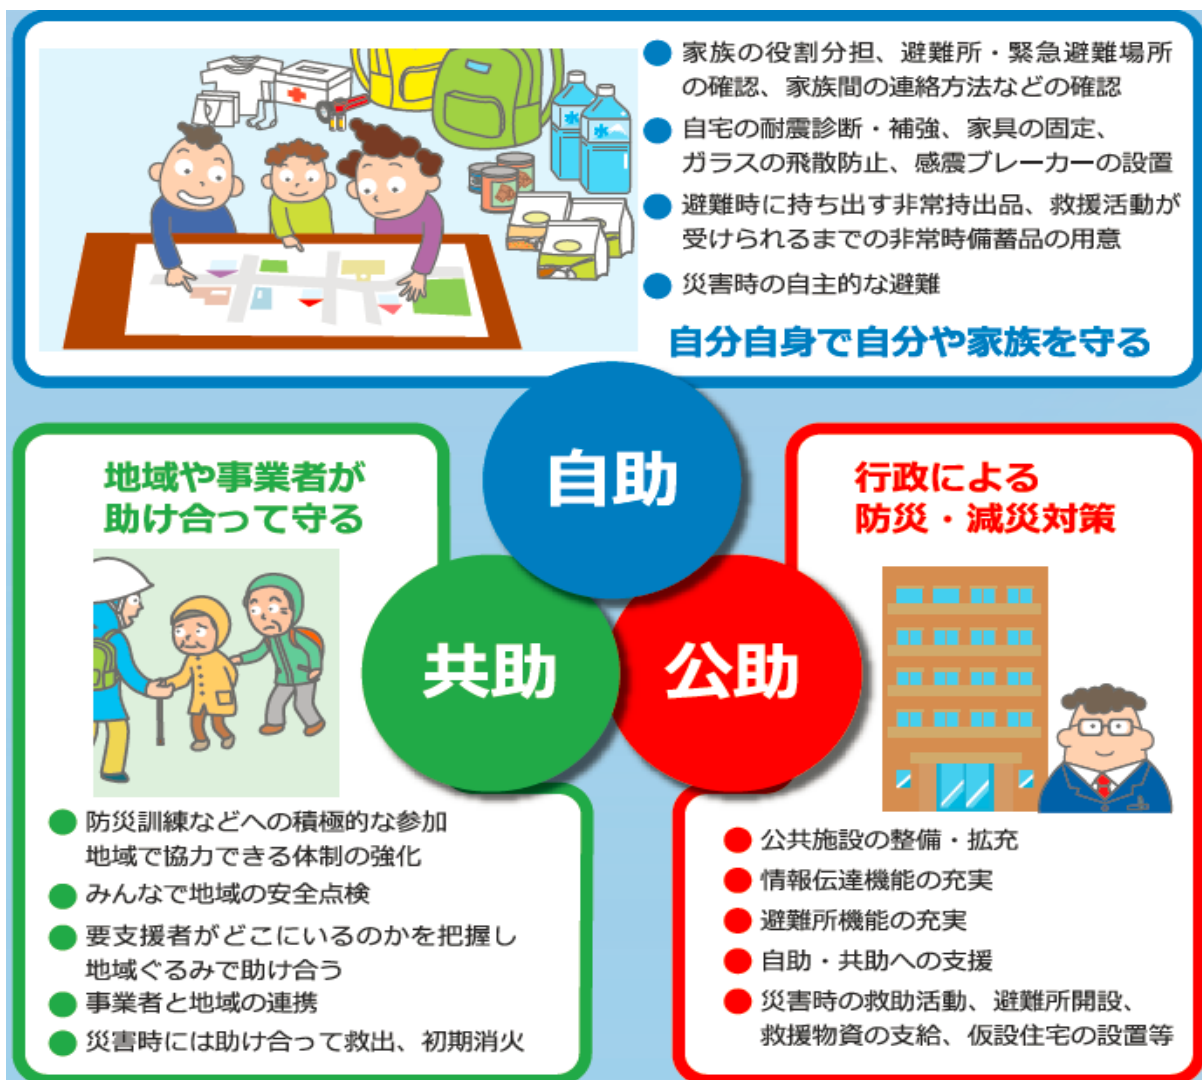 家族の役割分担、避難所・緊急避難場所
の確認、家族間の連絡方法などの確認
自宅の耐震診断・補強、家具の固定、
ガラスの飛散防止、感震ブレーカーの設置
避難時に持ち出す非常持出品、救援活動が
受けられるまでの非常時備蓄品の用意
災害時の自主的な避難
自分自身で自分や家族を守る
水
水
自助
地域や事業者が
助け合って守る
共助
防災訓練などへの積極的な参加
地域で協力できる体制の強化
みんなで地域の安全点検
要支援者がどこにいるのかを把握し
地域ぐるみで助け合う
事業者と地域の連携
災害時には助け合って救出、初期消火
行政による
防災・減災対策
公助
公共施設の整備・拡充
情報伝達機能の充実
避難所機能の充実
自助・共助への支援
災害時の救助活動、避難所開設、
救援物資の支給、仮設住宅の設置等